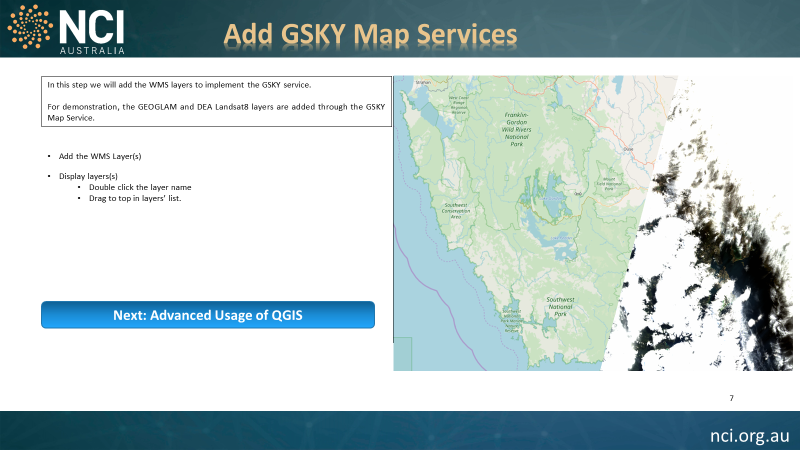 NCI
AUSTRALIA
Add GSKY Map Services
In this step we will add the WMS layers to implement the GSKY service.
For demonstration, the GEOGLAM and DEA Landsat8 layers are added through the GSKY
Map Service.
• Add the WMS Layer(s)
• Display layers(s)
• Double click the layer name
• Drag to top in layers' list.
Next: Advanced Usage of QGIS
Strahan
Franklin-
Gordon
Wild Rivers
National
Park
Southwest
Conservation
Area
Southwest
National
Park
7
nci.org.au